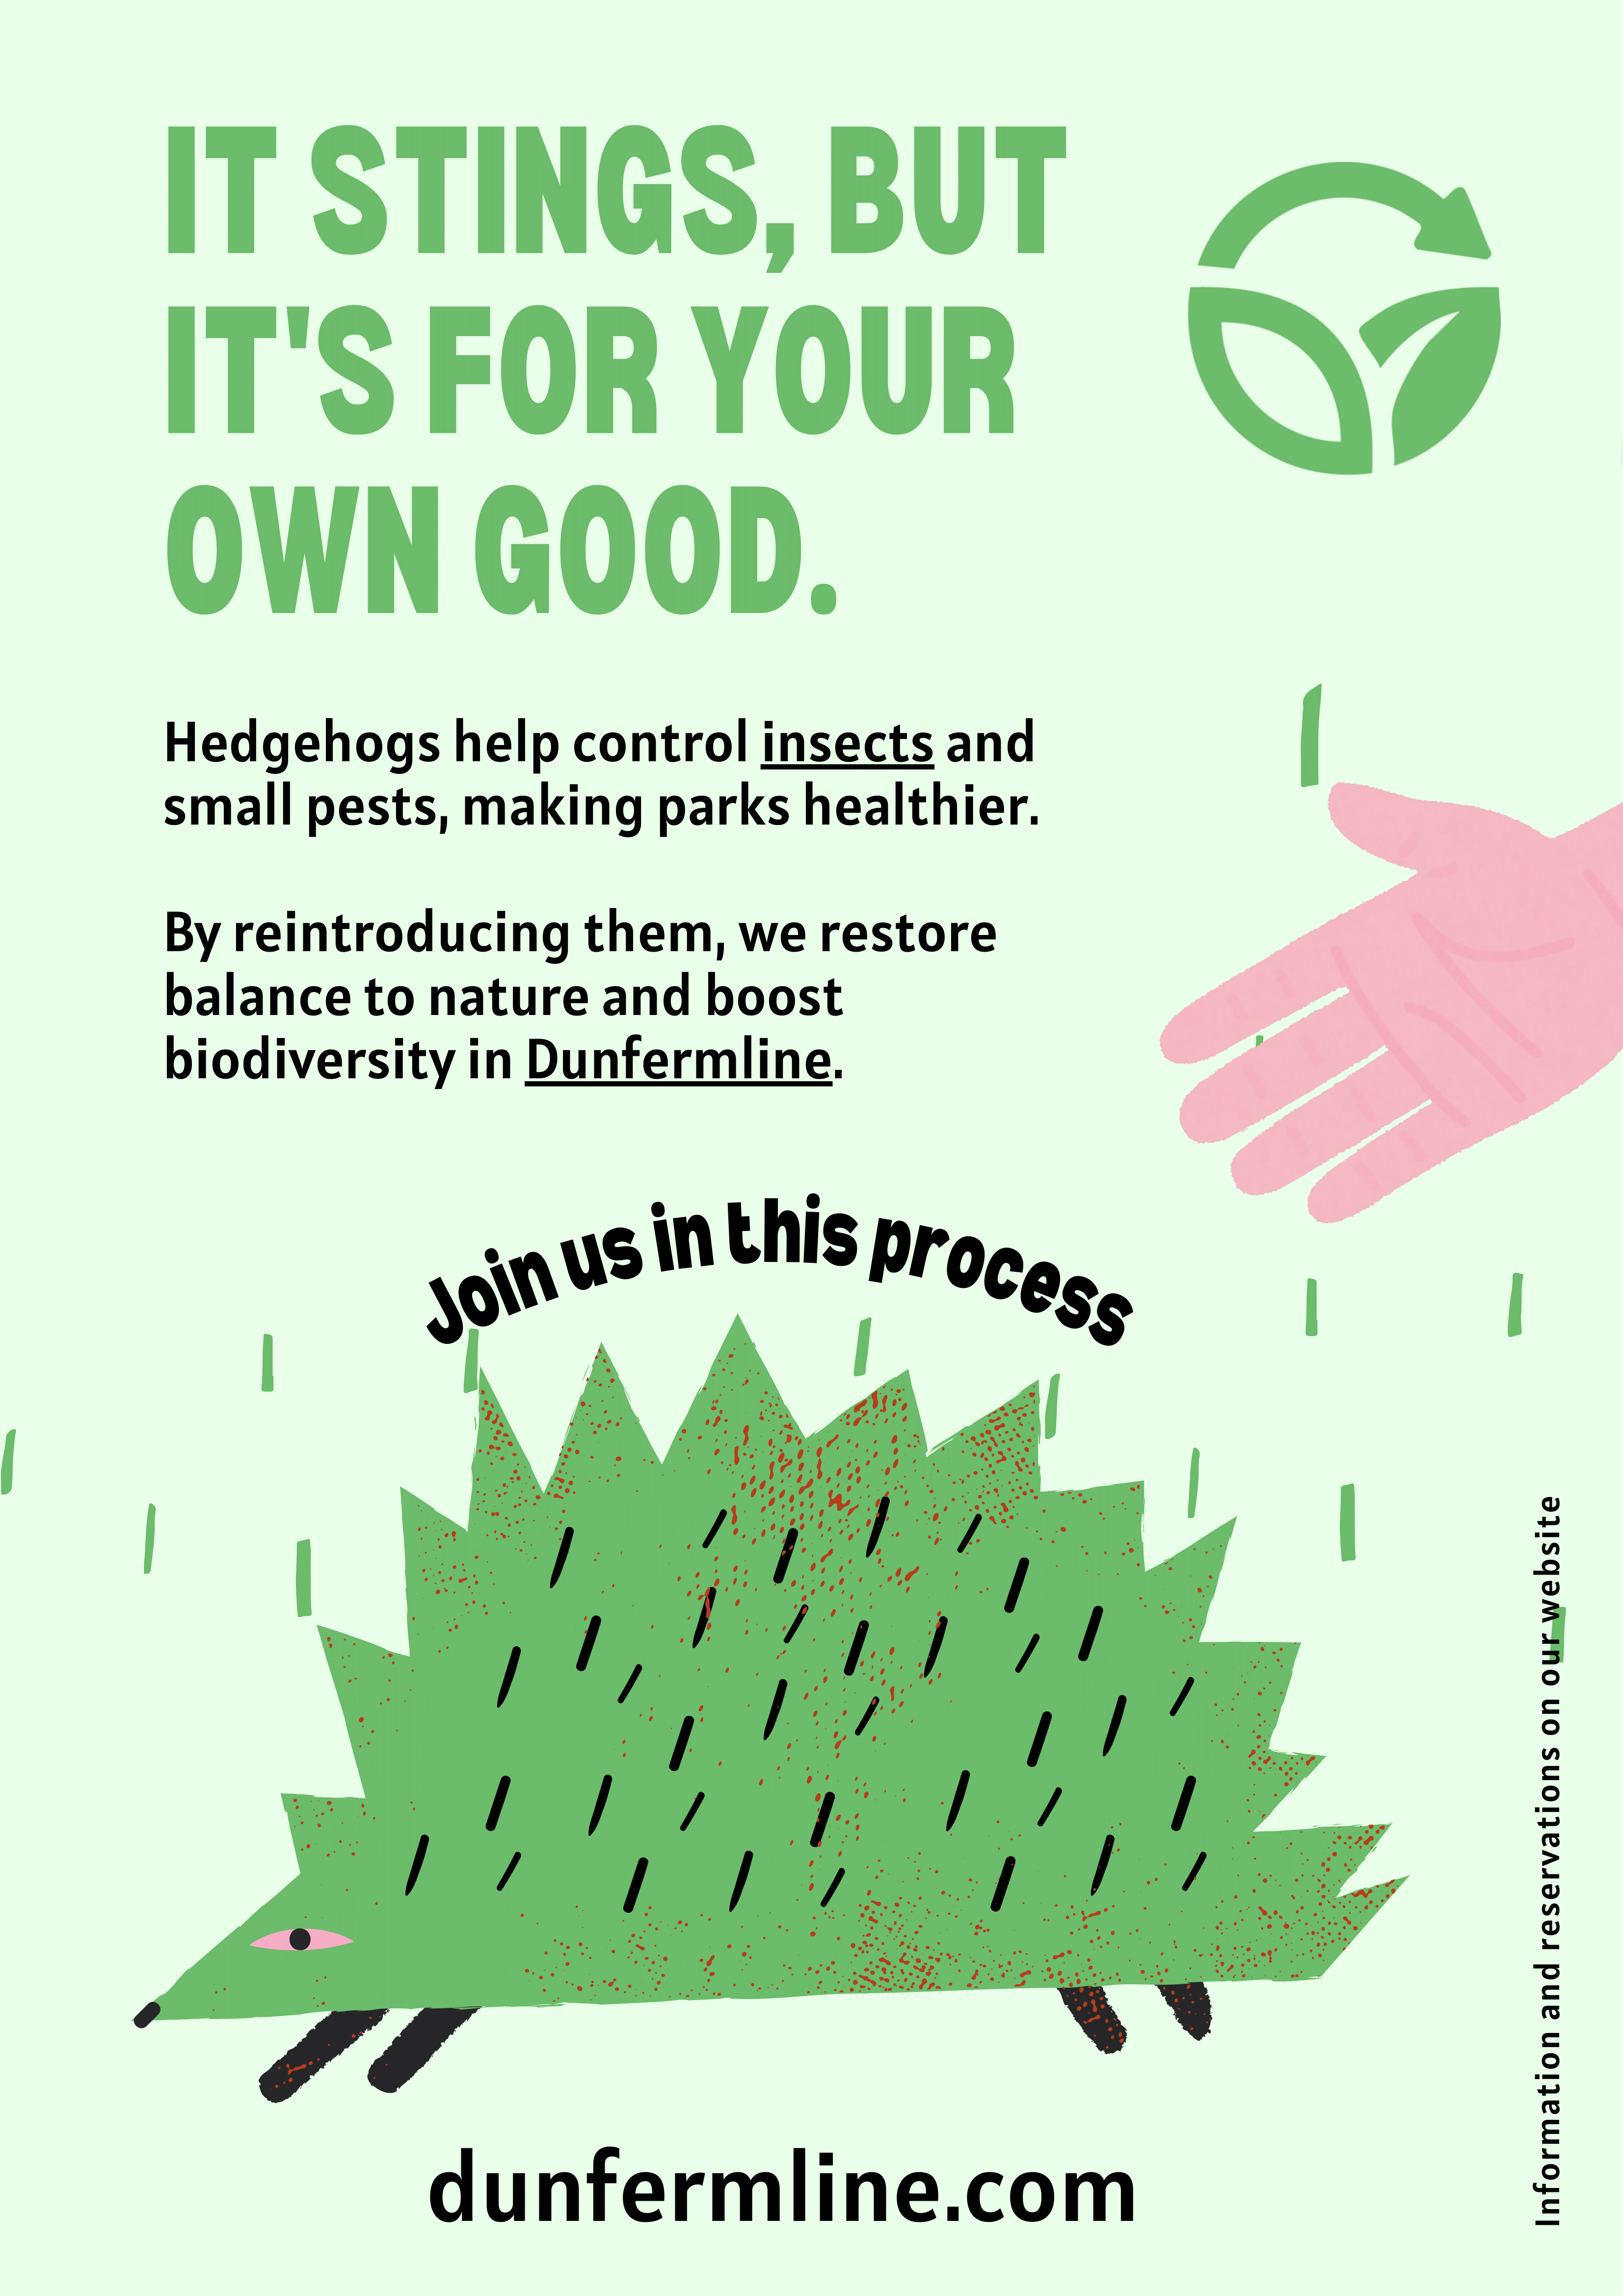 IT STINGS, BUT
IT'S FOR YOUR
OWN GOOD.
Hedgehogs help control insects and
small pests, making parks healthier.
By reintroducing them, we restore
balance to nature and boost
biodiversity in Dunfermline.
Join us in this process
Information and reservations on our website
dunfermline.com